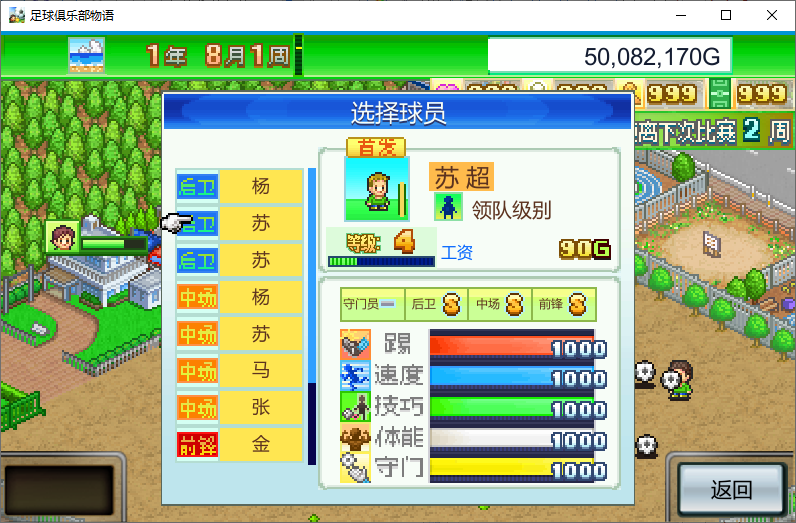 足球俱乐部物语
1年 8月1周
50,082,170G
999
999
离下次比赛 2 周
选择球员
首发
苏 超
领队级别
等级: 4
工资
90G
后卫 杨
后卫 苏
后卫 苏
中场 杨
中场 苏
中场 马
中场 张
前锋 金
守门员 后卫 8 中场 8 前锋 8
踢 1000
速度 1000
技巧 1000
体能 1000
守门 1000
返回